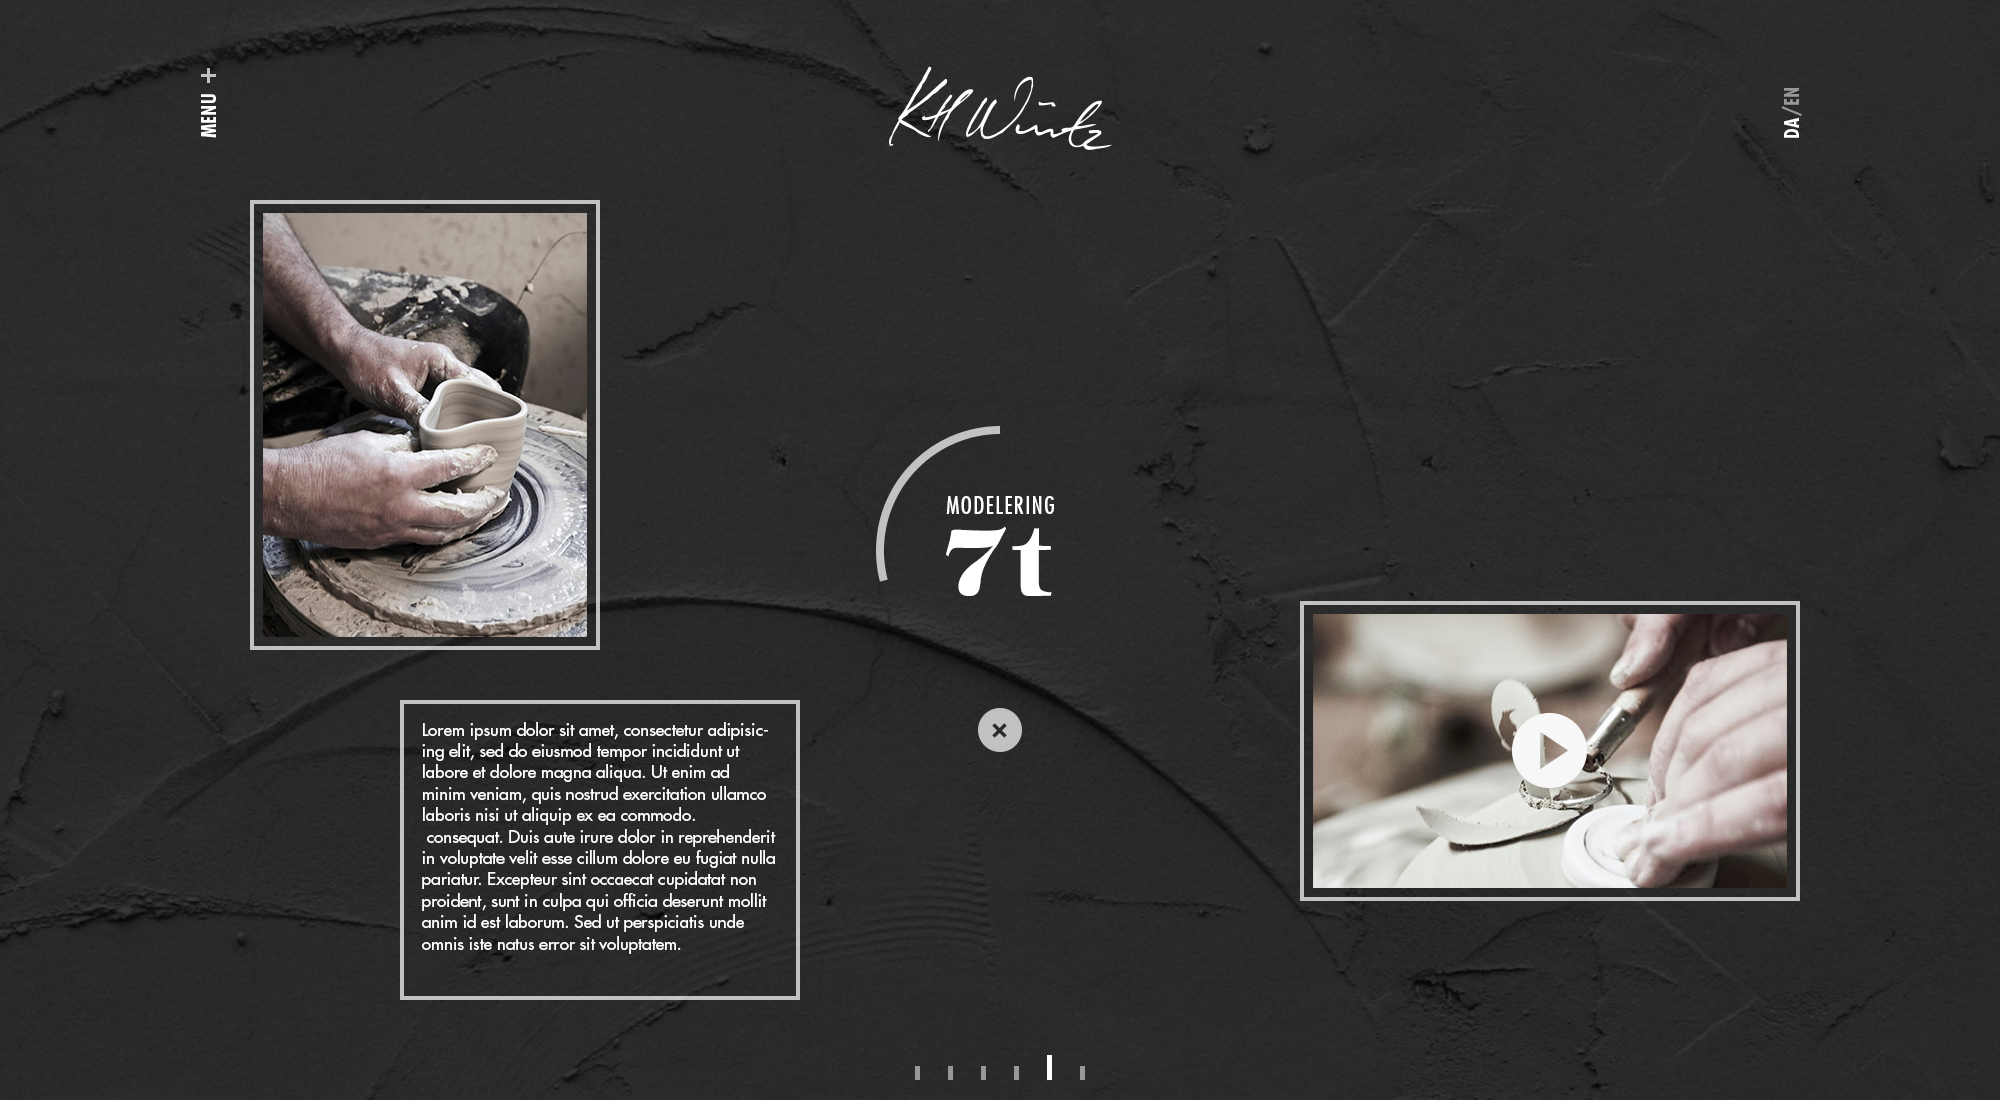 MENU +
KH Würtz
DA/EN
MODELERING
7t
Lorem ipsum dolor sit amet, consectetur adipisic-
ing elit, sed do eiusmod tempor incididunt ut
labore et dolore magna aliqua. Ut enim ad
minim veniam, quis nostrud exercitation ullamco
laboris nisi ut aliquip ex ea commodo.
consequat. Duis aute irure dolor in reprehenderit
in voluptate velit esse cillum dolore eu fugiat nulla
pariatur. Excepteur sint occaecat cupidatat non
proident, sunt in culpa qui officia deserunt mollit
anim id est laborum. Sed ut perspiciatis unde
omnis iste natus error sit voluptatem.